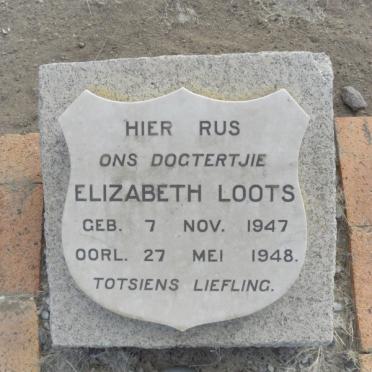 HIER RUS
ONS DOGTERTJIE
ELIZABETH LOOTS
GEB. 7 NOV. 1947
OORL. 27 MEI 1948.
TOTSIENS LIEFLING.